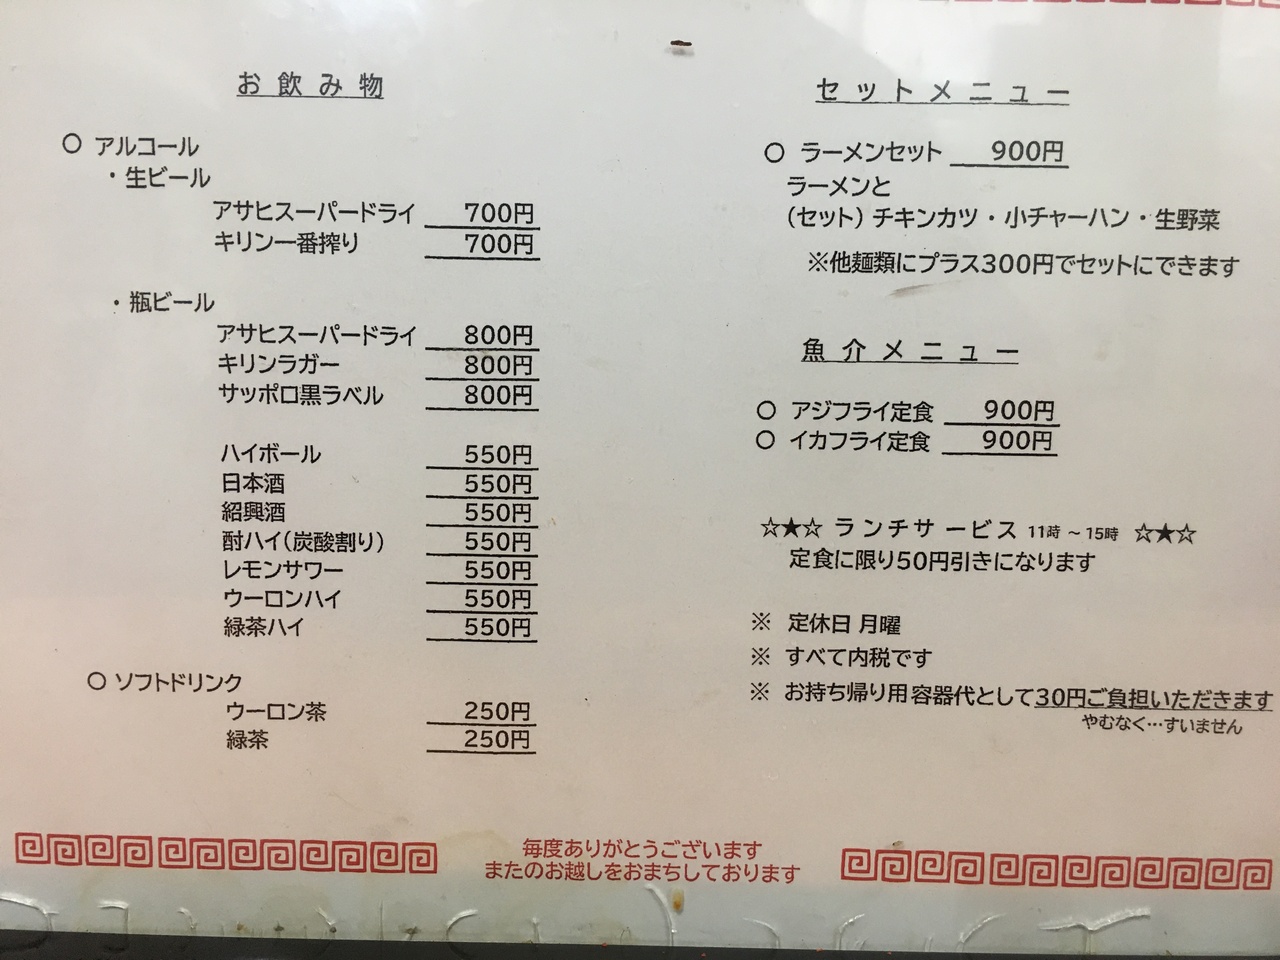 お飲み物
○ アルコール
・生ビール
アサヒスーパードライ 700円
キリン一番搾り 700円
・瓶ビール
アサヒスーパードライ 800円
キリンラガー 800円
サッポロ黒ラベル 800円
ハイボール 550円
日本酒 550円
紹興酒 550円
酎ハイ(炭酸割り) 550円
レモンサワー 550円
ウーロンハイ 550円
緑茶ハイ 550円
○ ソフトドリンク
ウーロン茶 250円
緑茶 250円
セットメニュー
○ ラーメンセット 900円
ラーメンと
(セット) チキンカツ・小チャーハン・生野菜
※他麺類にプラス300円でセットにできます
魚介メニュー
○ アジフライ定食 900円
○ イカフライ定食 900円
☆★☆ ランチサービス 11時～15時 ☆★☆
定食に限り50円引きになります
※ 定休日 月曜
※ すべて内税です
※ お持ち帰り用容器代として30円ご負担いただきます
やむなく…すいません
毎度ありがとうございます
またのお越しをおまちしております